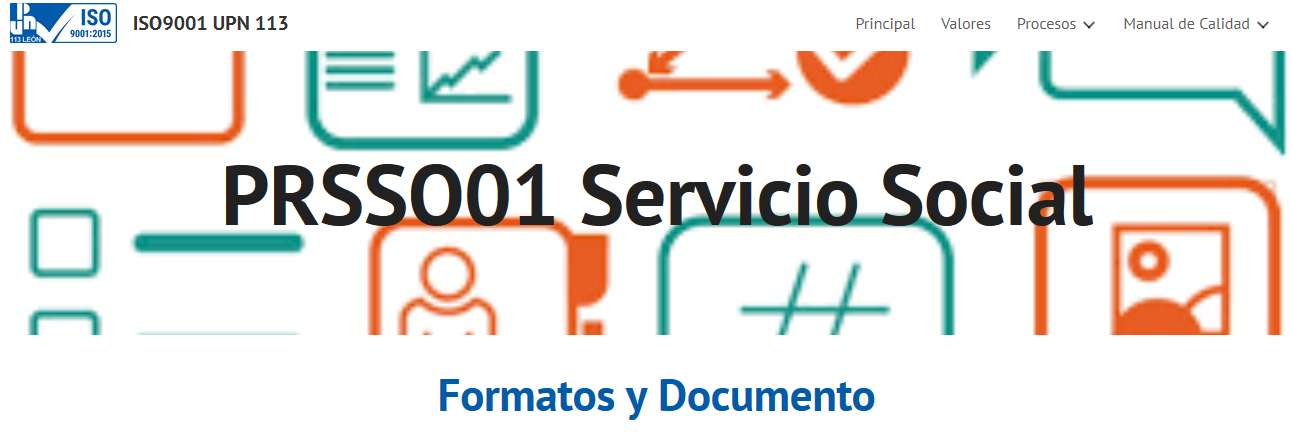 UPN
113 LEÓN
ISO
9001:2015
ISO9001 UPN 113
Principal Valores Procesos Manual de Calidad
PRSSO01 Servicio Social
#
Formatos y Documento